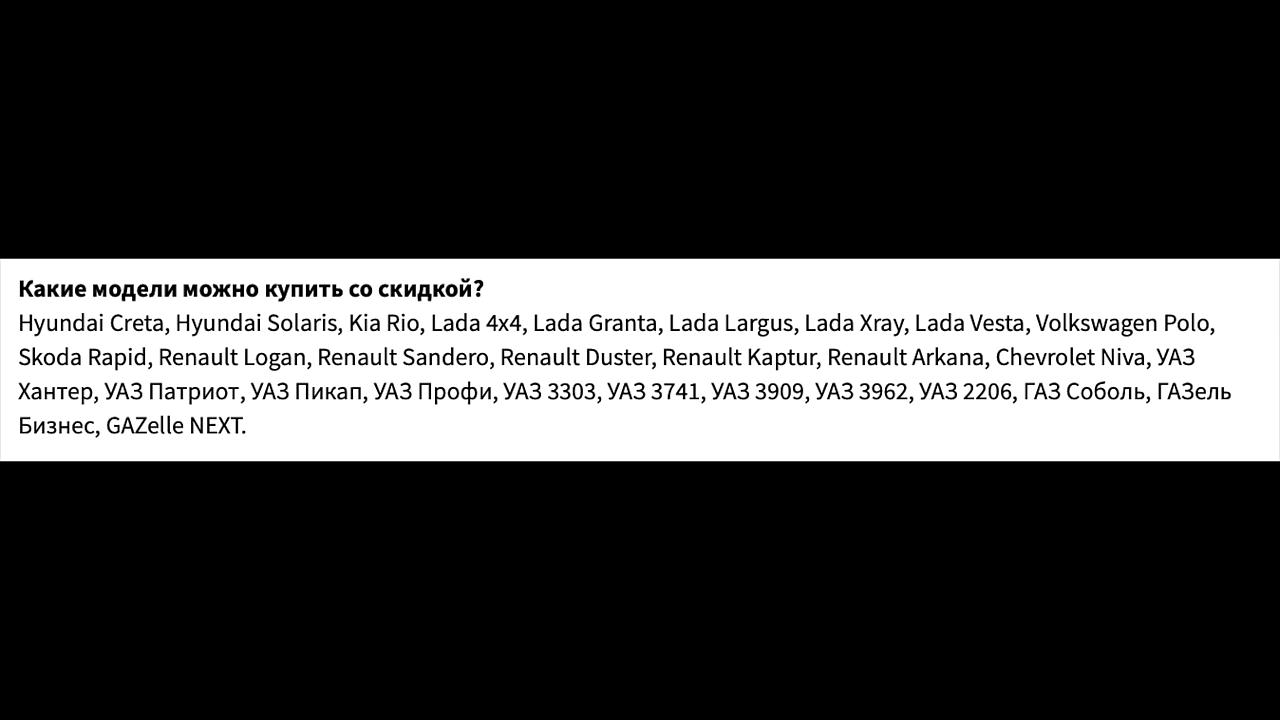 Какие модели можно купить со скидкой?
Hyundai Creta, Hyundai Solaris, Kia Rio, Lada 4x4, Lada Granta, Lada Largus, Lada Xray, Lada Vesta, Volkswagen Polo,
Skoda Rapid, Renault Logan, Renault Sandero, Renault Duster, Renault Kaptur, Renault Arkana, Chevrolet Niva, УАЗ
Хантер, УАЗ Патриот, УАЗ Пикап, УАЗ Профи, УАЗ 3303, УАЗ 3741, УАЗ 3909, УАЗ 3962, УАЗ 2206, ГАЗ Соболь, ГАЗель
Бизнес, GAZelle NEXT.